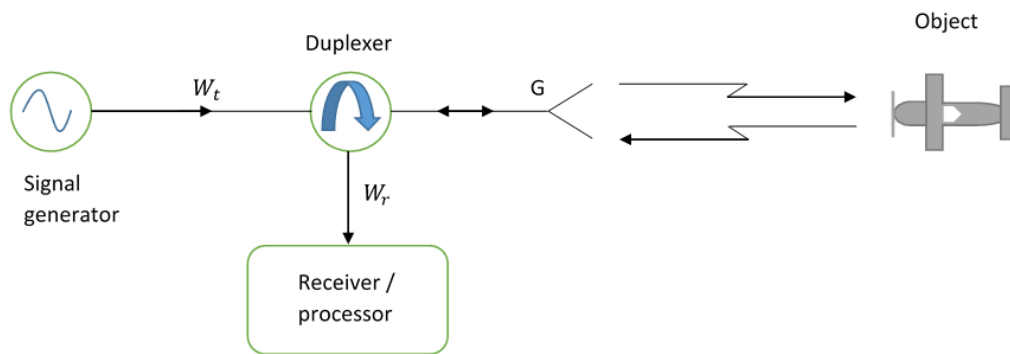 Object
Duplexer
W_t
G
Signal
generator
W_r
Receiver /
processor